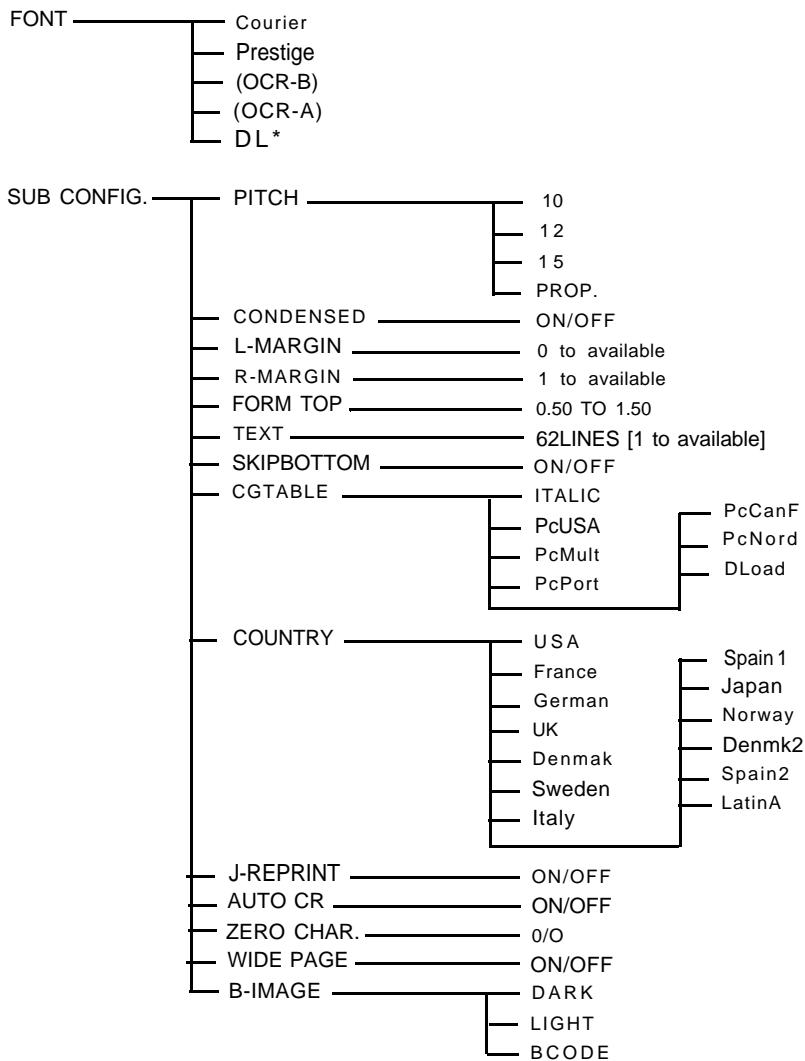 FONT Courier
Prestige
(OCR-B)
(OCR-A)
DL*
SUB CONFIG. PITCH 10
12
15
PROP.
CONDENSED ON/OFF
L-MARGIN 0 to available
R-MARGIN 1 to available
FORM TOP 0.50 TO 1.50
TEXT 62LINES [1 to available]
SKIPBOTTOM ON/OFF
CGTABLE ITALIC
PcUSA
PcMult
PcPort
PcCanF
PcNord
DLoad
COUNTRY USA
France
German
UK
Denmak
Sweden
Italy
Spain1
Japan
Norway
Denmk2
Spain2
LatinA
J-REPRINT ON/OFF
AUTO CR ON/OFF
ZERO CHAR. 0/O
WIDE PAGE ON/OFF
B-IMAGE DARK
LIGHT
BCODE